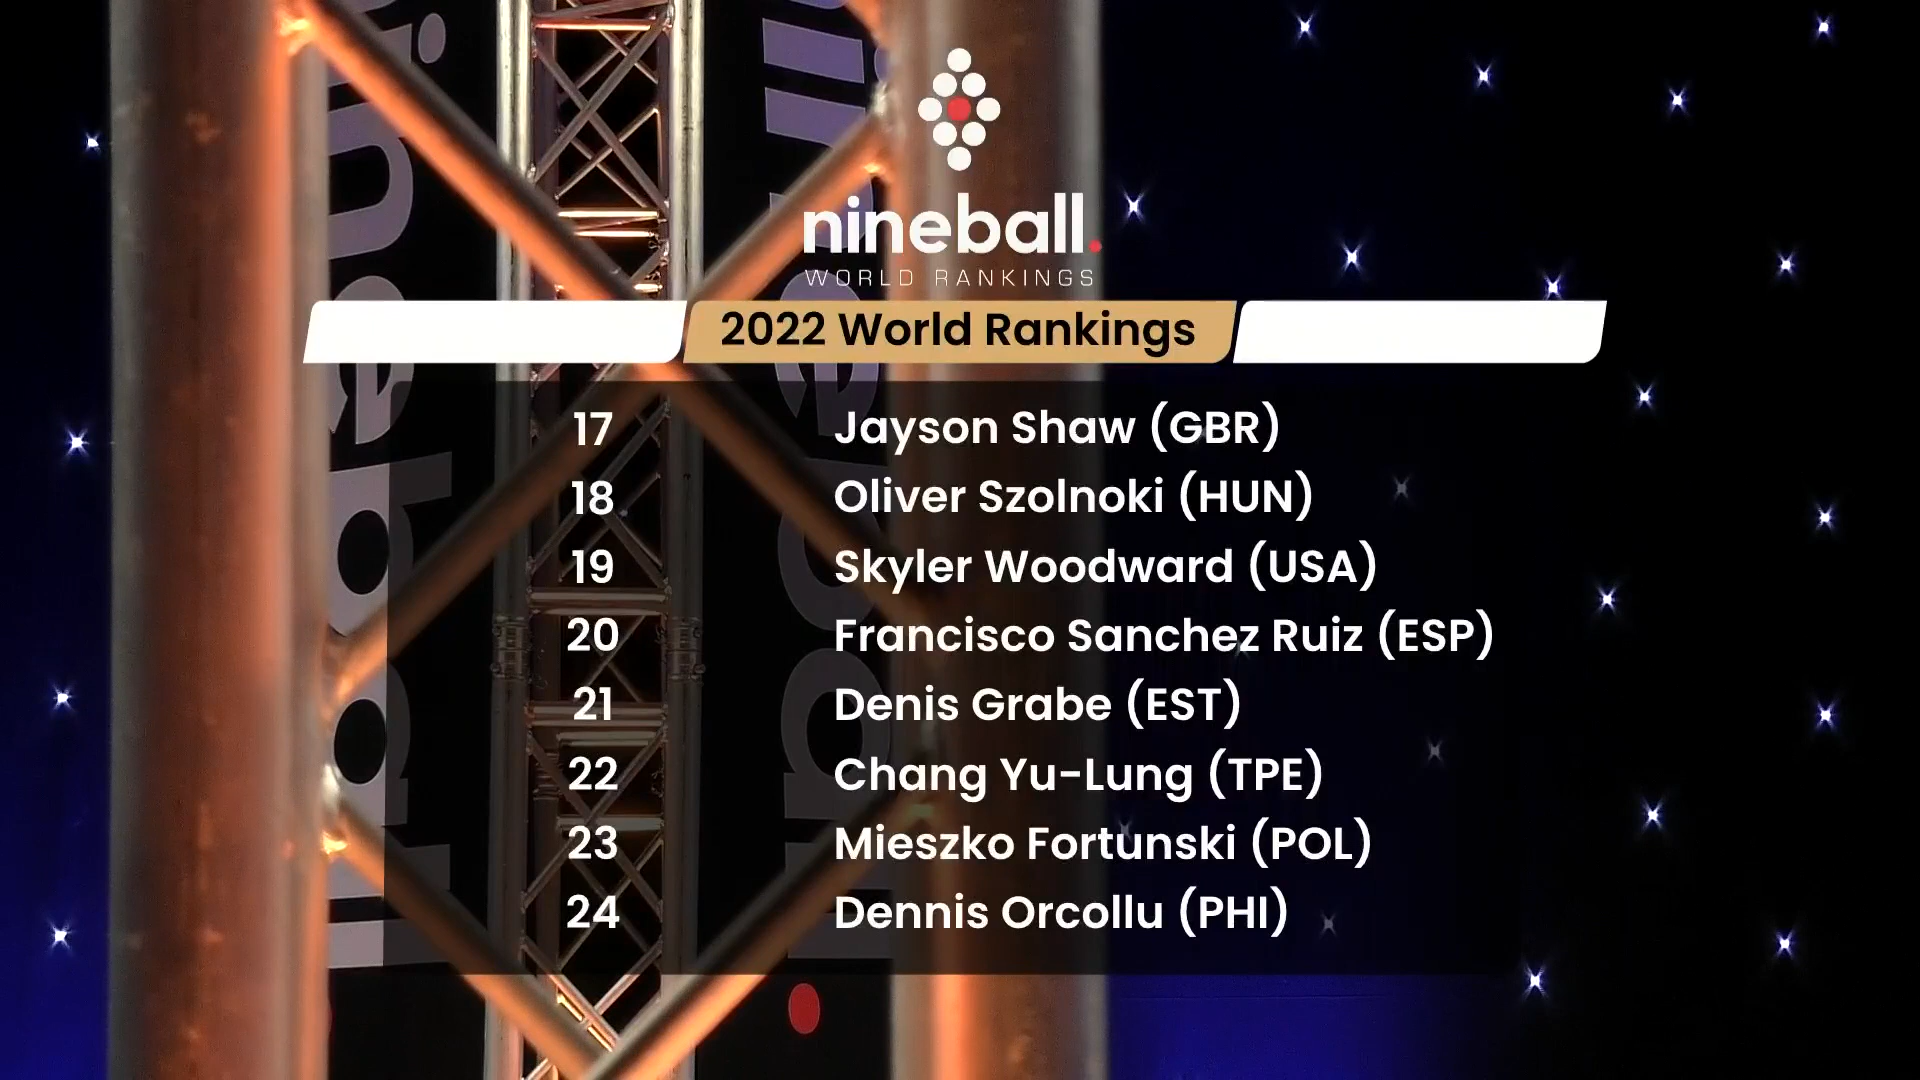 nineball.
WORLD RANKINGS
2022 World Rankings
17 Jayson Shaw (GBR)
18 Oliver Szolnoki (HUN)
19 Skyler Woodward (USA)
20 Francisco Sanchez Ruiz (ESP)
21 Denis Grabe (EST)
22 Chang Yu-Lung (TPE)
23 Mieszko Fortunski (POL)
24 Dennis Orcollu (PHI)
nineball
nineball